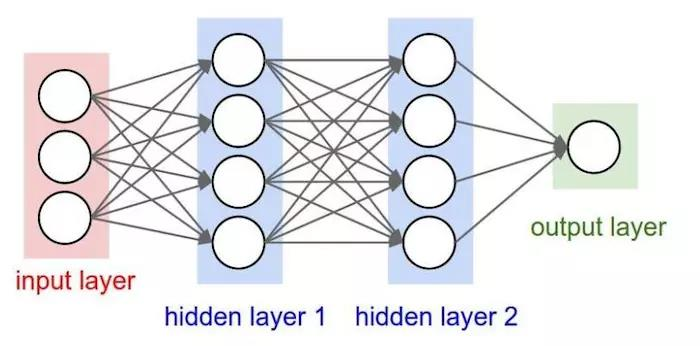 input layer
hidden layer 1
hidden layer 2
output layer